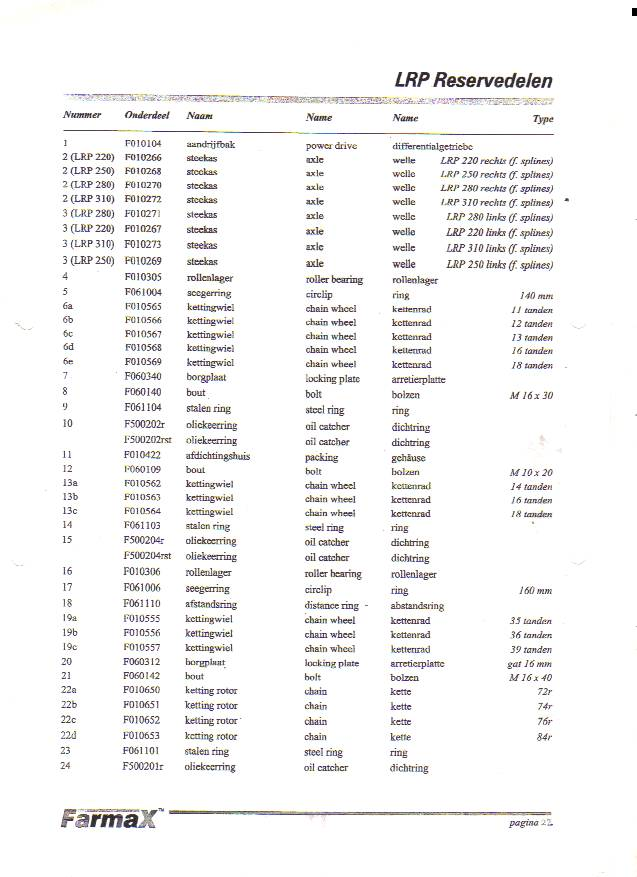 LRP Reservedelen
Nummer Onderdeel Naam Name Name Type
1 F010104 aandrijfbak power drive differentialgetriebe
2 (LRP 220) F010266 steekas axle welle LRP 220 rechts (f. splines)
2 (LRP 250) F010268 steekas axle welle LRP 250 rechts (f. splines)
2 (LRP 280) F010270 steekas axle welle LRP 280 rechts (f. splines)
2 (LRP 310) F010272 steekas axle welle LRP 310 rechts (f. splines)
3 (LRP 280) F010271 steekas axle welle LRP 280 links (f. splines)
3 (LRP 220) F010267 steekas axle welle LRP 220 links (f. splines)
3 (LRP 310) F010273 steekas axle welle LRP 310 links (f. splines)
3 (LRP 250) F010269 steekas axle welle LRP 250 links (f. splines)
4 F010305 rollenlager roller bearing rollenlager
5 F061004 seegerring circlip ring 140 mm
6a F010565 kettingwiel chain wheel kettenrad 11 tanden
6b F010566 kettingwiel chain wheel kettenrad 12 tanden
6c F010567 kettingwiel chain wheel kettenrad 13 tanden
6d F010568 kettingwiel chain wheel kettenrad 16 tanden
6e F010569 kettingwiel chain wheel kettenrad 18 tanden
7 F060340 borgplaat locking plate arretierplatte
8 F060140 bout bolt bolzen M 16 x 30
9 F061104 stalen ring steel ring ring
10 F500202r oliekeerring oil catcher dichtring
F500202rst oliekeerring oil catcher dichtring
11 F010422 afdichtingshuis packing gehäuse
12 F060109 bout bolt bolzen M 10 x 20
13a F010562 kettingwiel chain wheel kettenrad 14 tanden
13b F010563 kettingwiel chain wheel kettenrad 16 tanden
13c F010564 kettingwiel chain wheel kettenrad 18 tanden
14 F061103 stalen ring steel ring ring
15 F500204r oliekeerring oil catcher dichtring
F500204rst oliekeerring oil catcher dichtring
16 F010306 rollenlager roller bearing rollenlager
17 F061006 seegerring circlip ring 160 mm
18 F061110 afstandsring distance ring abstandsring
19a F010555 kettingwiel chain wheel kettenrad 35 tanden
19b F010556 kettingwiel chain wheel kettenrad 36 tanden
19c F010557 kettingwiel chain wheel kettenrad 39 tanden
20 F060312 borgplaat locking plate arretierplatte gat 16 mm
21 F060142 bout bolt bolzen M 16 x 40
22a F010650 ketting rotor chain kette 72r
22b F010651 ketting rotor chain kette 74r
22c F010652 ketting rotor chain kette 76r
22d F010653 ketting rotor chain kette 84r
23 F061101 stalen ring steel ring ring
24 F500201r oliekeerring oil catcher dichtring
FarmaX™ pagina